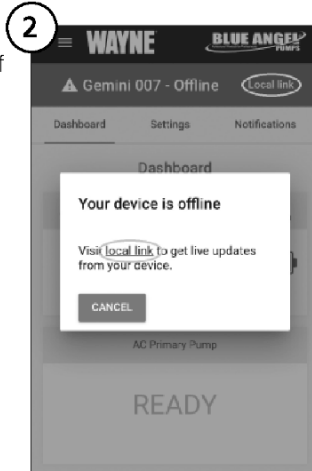 2
f
WAYNE
BLUE ANGEL
PUMPS
Gemini 007 - Offline
Local link
Dashboard Settings Notifications
Dashboard
Your device is offline
Visit local link to get live updates
from your device.
CANCEL
AC Primary Pump
READY